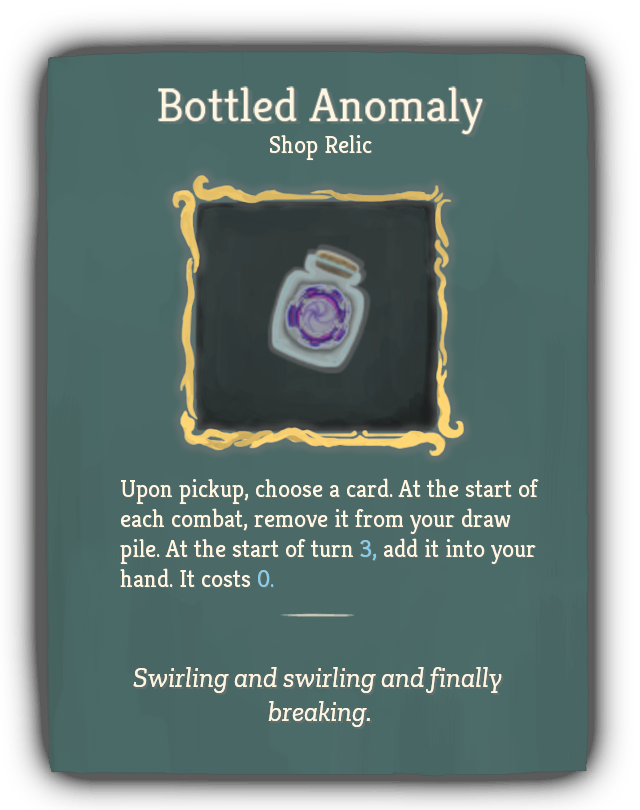 Bottled Anomaly
Shop Relic
Upon pickup, choose a card. At the start of
each combat, remove it from your draw
pile. At the start of turn 3, add it into your
hand. It costs 0.
Swirling and swirling and finally
breaking.